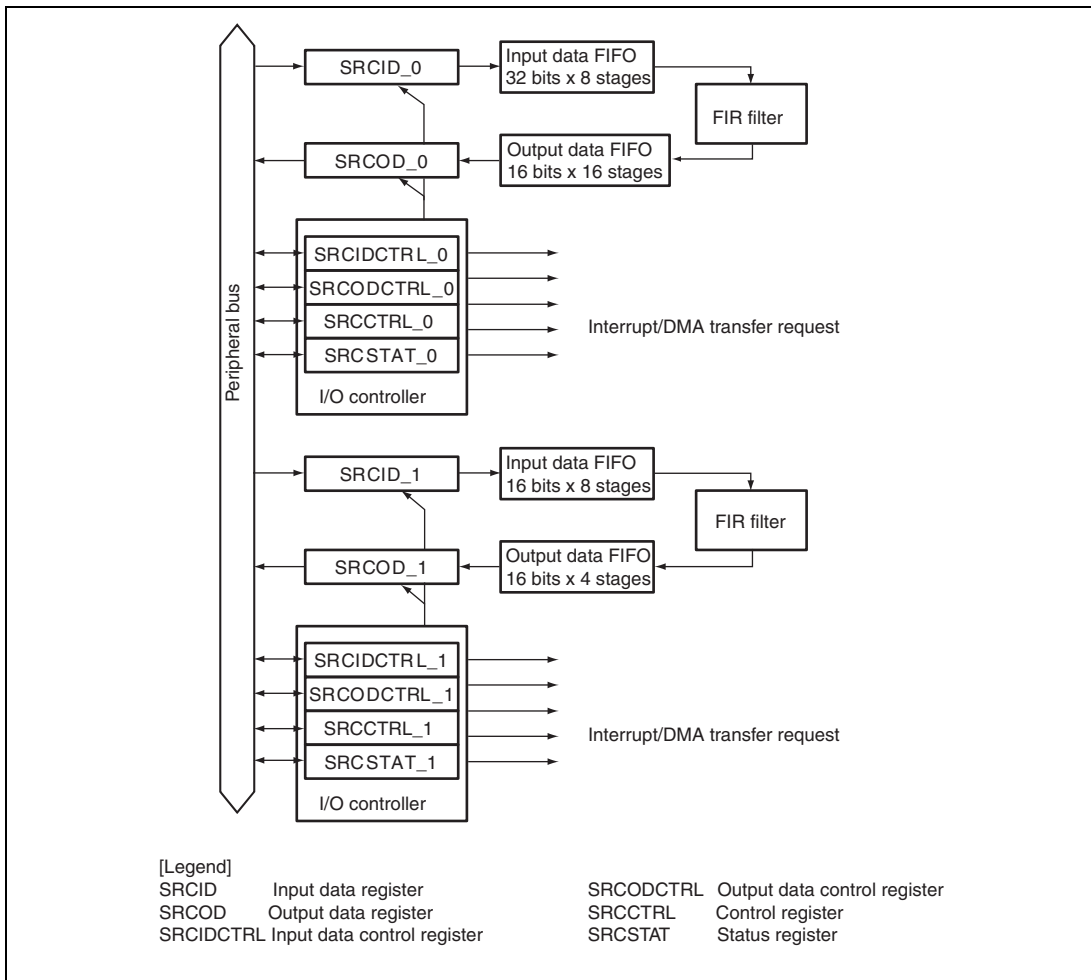 SRCID_0
Input data FIFO
32 bits x 8 stages
FIR filter
SRCOD_0
Output data FIFO
16 bits x 16 stages
Peripheral bus
SRCIDCTRL_0
SRCODCTRL_0
SRCCTRL_0
SRCSTAT_0
I/O controller
Interrupt/DMA transfer request
SRCID_1
Input data FIFO
16 bits x 8 stages
FIR filter
SRCOD_1
Output data FIFO
16 bits x 4 stages
SRCIDCTRL_1
SRCODCTRL_1
SRCCTRL_1
SRCSTAT_1
I/O controller
Interrupt/DMA transfer request
[Legend]
SRCID Input data register
SRCOD Output data register
SRCIDCTRL Input data control register
SRCODCTRL Output data control register
SRCCTRL Control register
SRCSTAT Status register